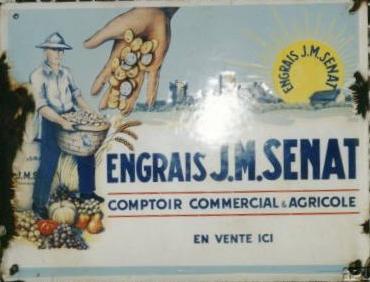 ENGRAIS J.M. SENAT
ENGRAIS J.M. SENAT
COMPTOIR COMMERCIAL & AGRICOLE
EN VENTE ICI
J.M.S